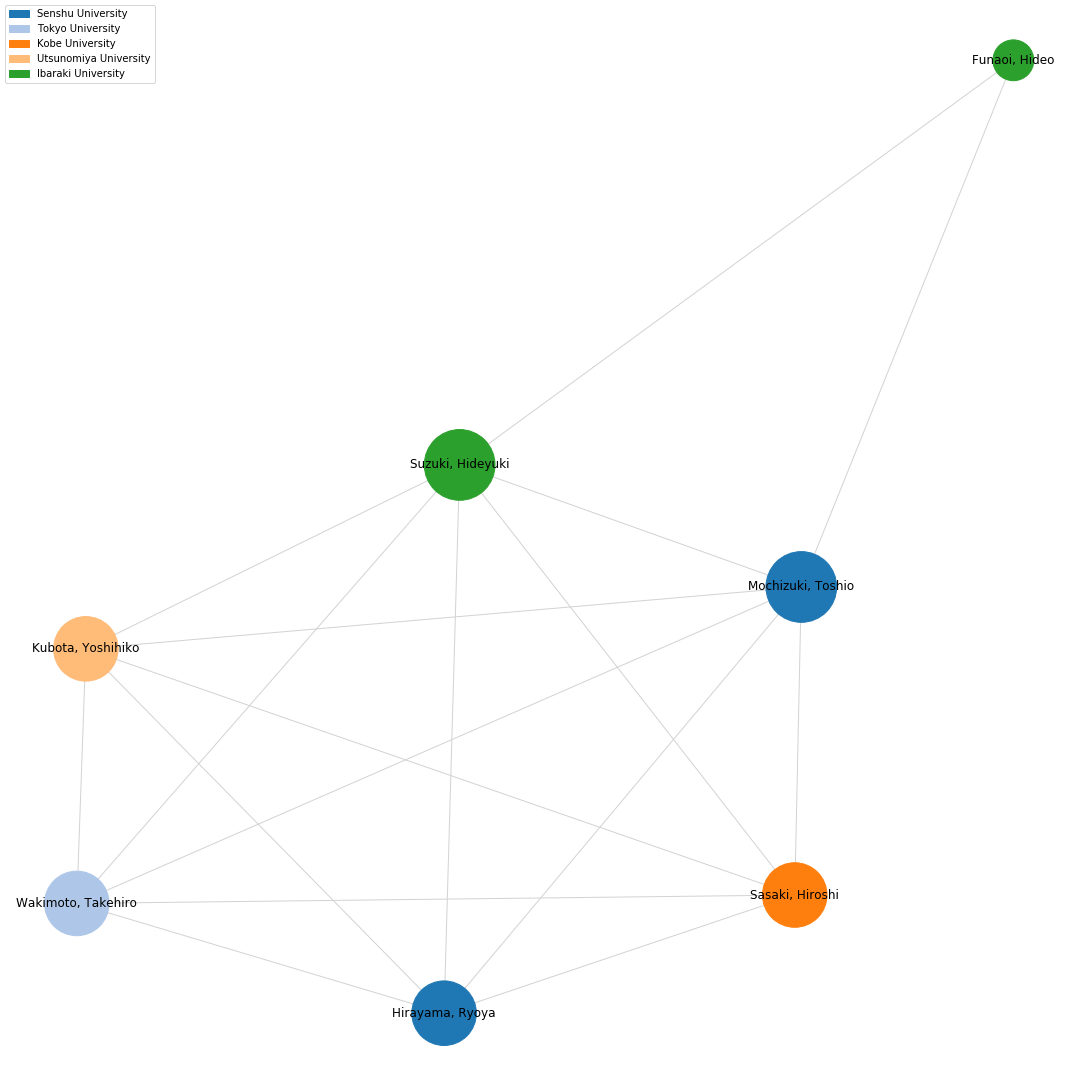 Senshu University
Tokyo University
Kobe University
Utsunomiya University
Ibaraki University
Funaoi, Hideo
Suzuki, Hideyuki
Mochizuki, Toshio
Kubota, Yoshihiko
Sasaki, Hiroshi
Wakimoto, Takehiro
Hirayama, Ryoya